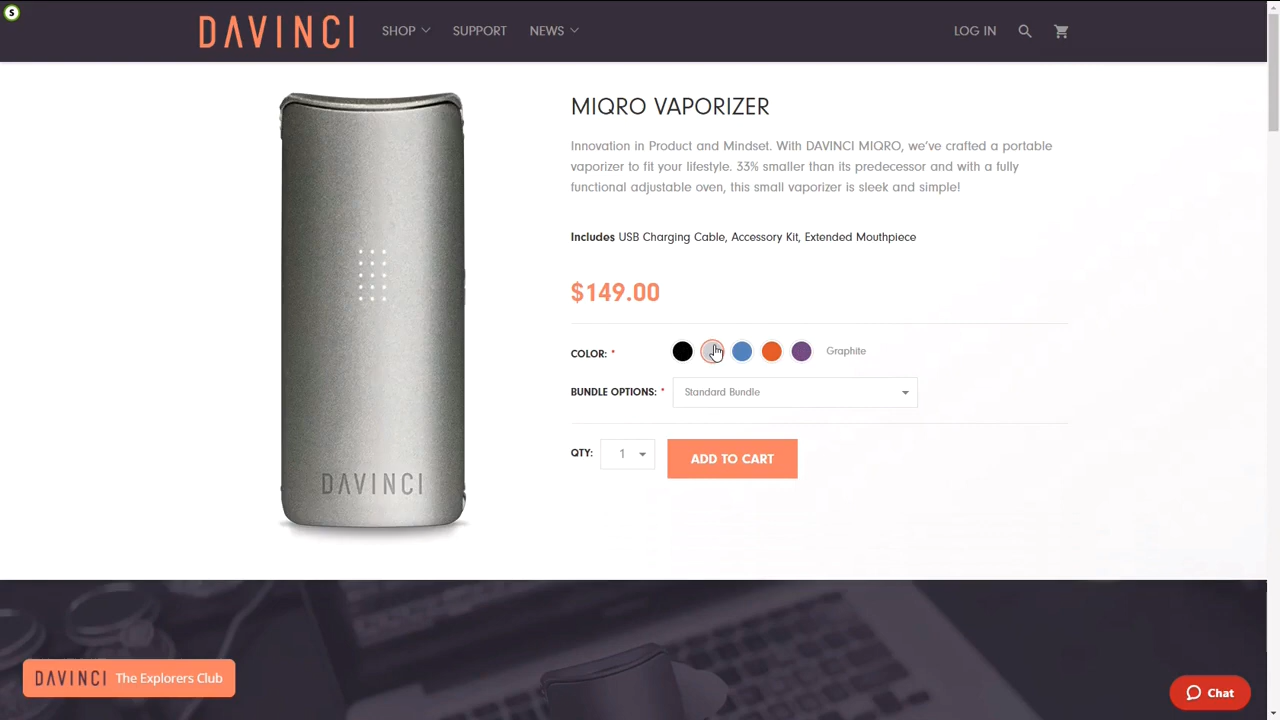 S
DAVINCI
SHOP
SUPPORT
NEWS
LOG IN
MIQRO VAPORIZER
Innovation in Product and Mindset. With DAVINCI MIQRO, we've crafted a portable
vaporizer to fit your lifestyle. 33% smaller than its predecessor and with a fully
functional adjustable oven, this small vaporizer is sleek and simple!
Includes USB Charging Cable, Accessory Kit, Extended Mouthpiece
$149.00
COLOR: *
Graphite
BUNDLE OPTIONS: *
Standard Bundle
QTY:
1
ADD TO CART
DAVINCI
DAVINCI The Explorers Club
Chat